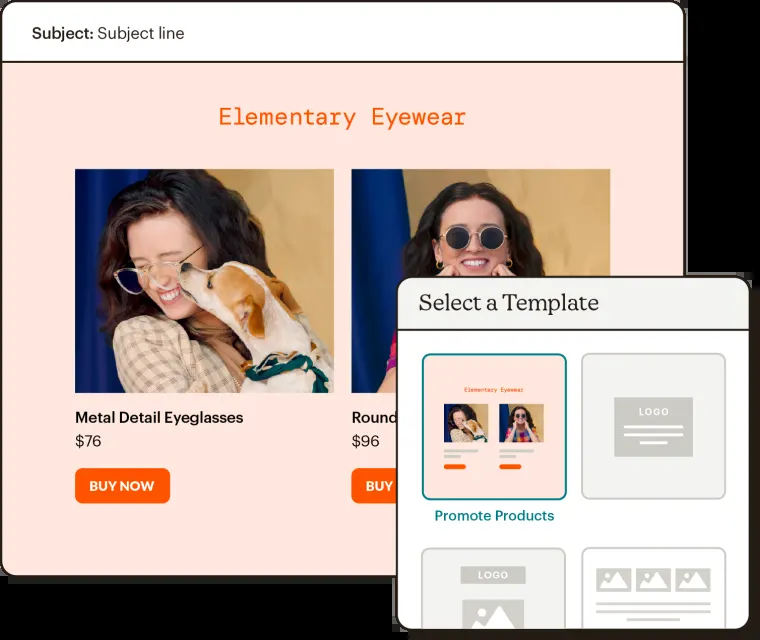 Subject: Subject line
Elementary Eyewear
Metal Detail Eyeglasses
$76
BUY NOW
Round
$96
BUY
Select a Template
Elementary Eyewear
LOGO
Promote Products
LOGO